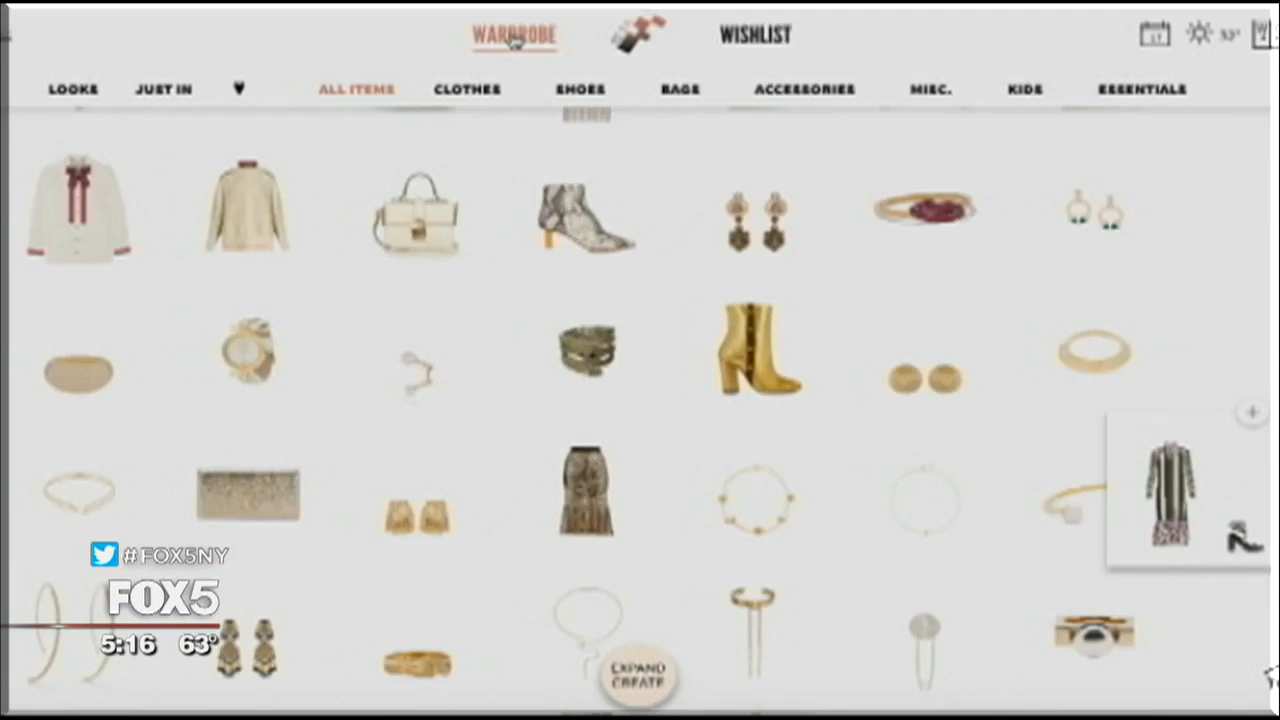 WARDROBE
WISHLIST
17
53°
LOOKS JUST IN ALL ITEMS CLOTHES SHOES BAGS ACCESSORIES MISC. KIDS ESSENTIALS
#FOX5NY
FOX5
5:16 63°
EXPAND
CREATE